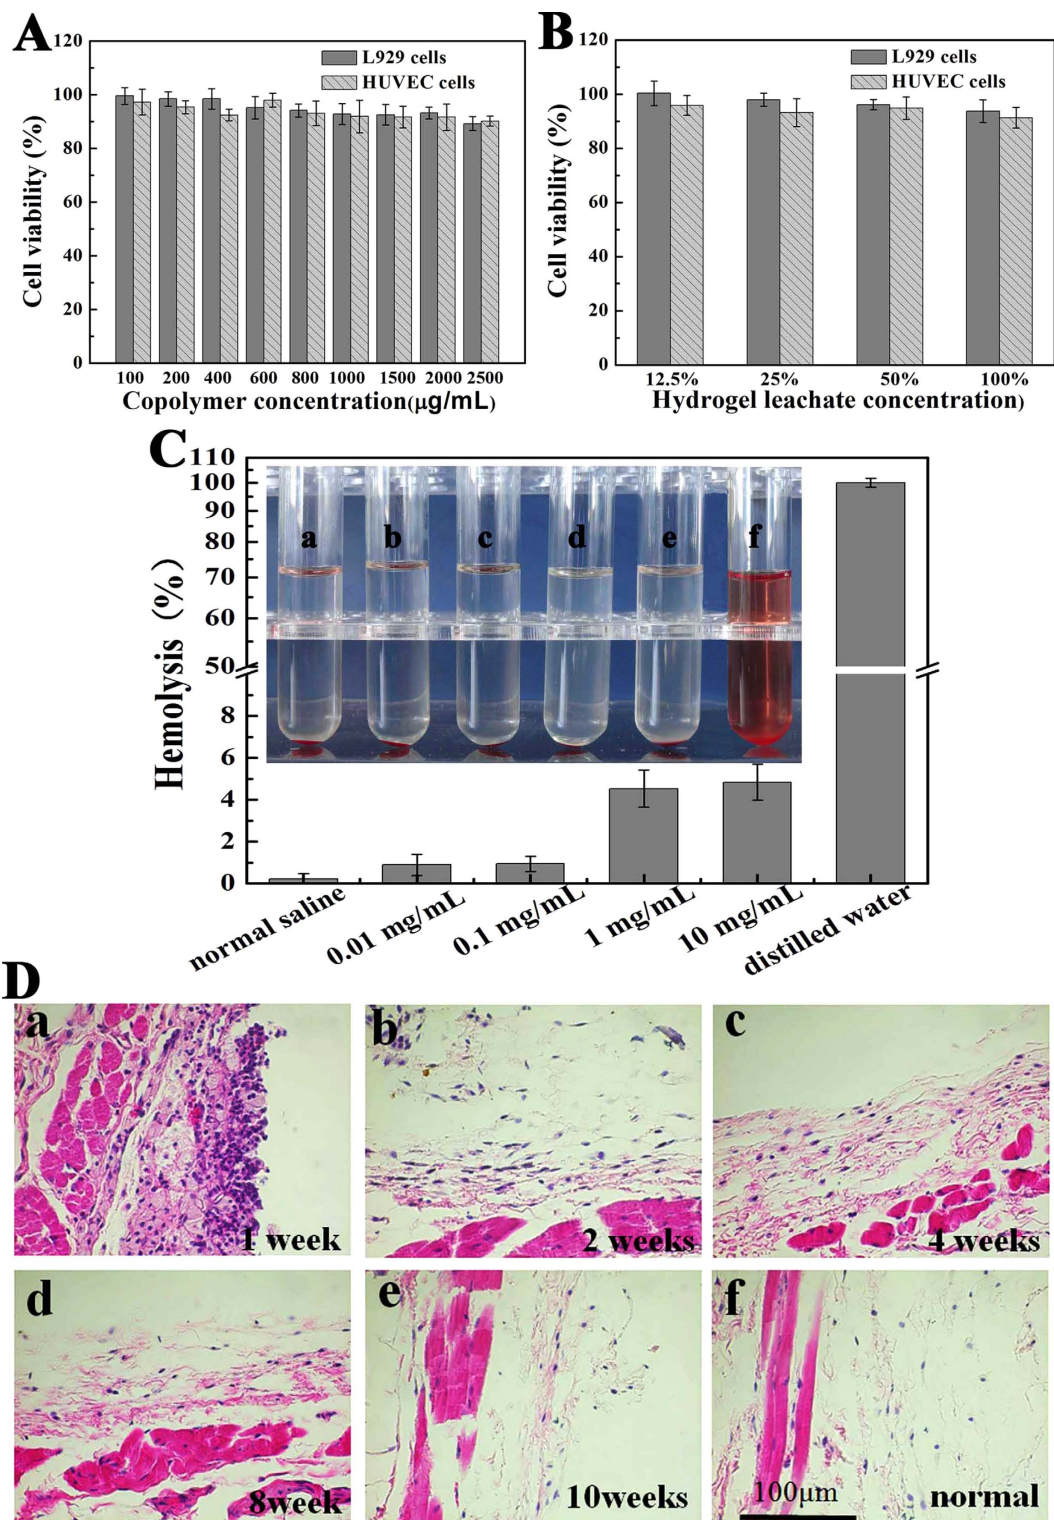 A
120
100
80
60
40
20
0
Cell viability (%)
L929 cells
HUVEC cells
100 200 400 600 800 1000 1500 2000 2500
Copolymer concentration(μg/mL)
B
120
100
80
60
40
20
0
Cell viability (%)
L929 cells
HUVEC cells
12.5% 25% 50% 100%
Hydrogel leachate concentration)
C
110
100
90
80
70
60
50
8
6
4
2
0
Hemolysis (%)
a b c d e f
normal saline
0.01 mg/mL
0.1 mg/mL
1 mg/mL
10 mg/mL
distilled water
D
a
1 week
b
2 weeks
c
4 weeks
d
8week
e
10weeks
f
100μm
normal